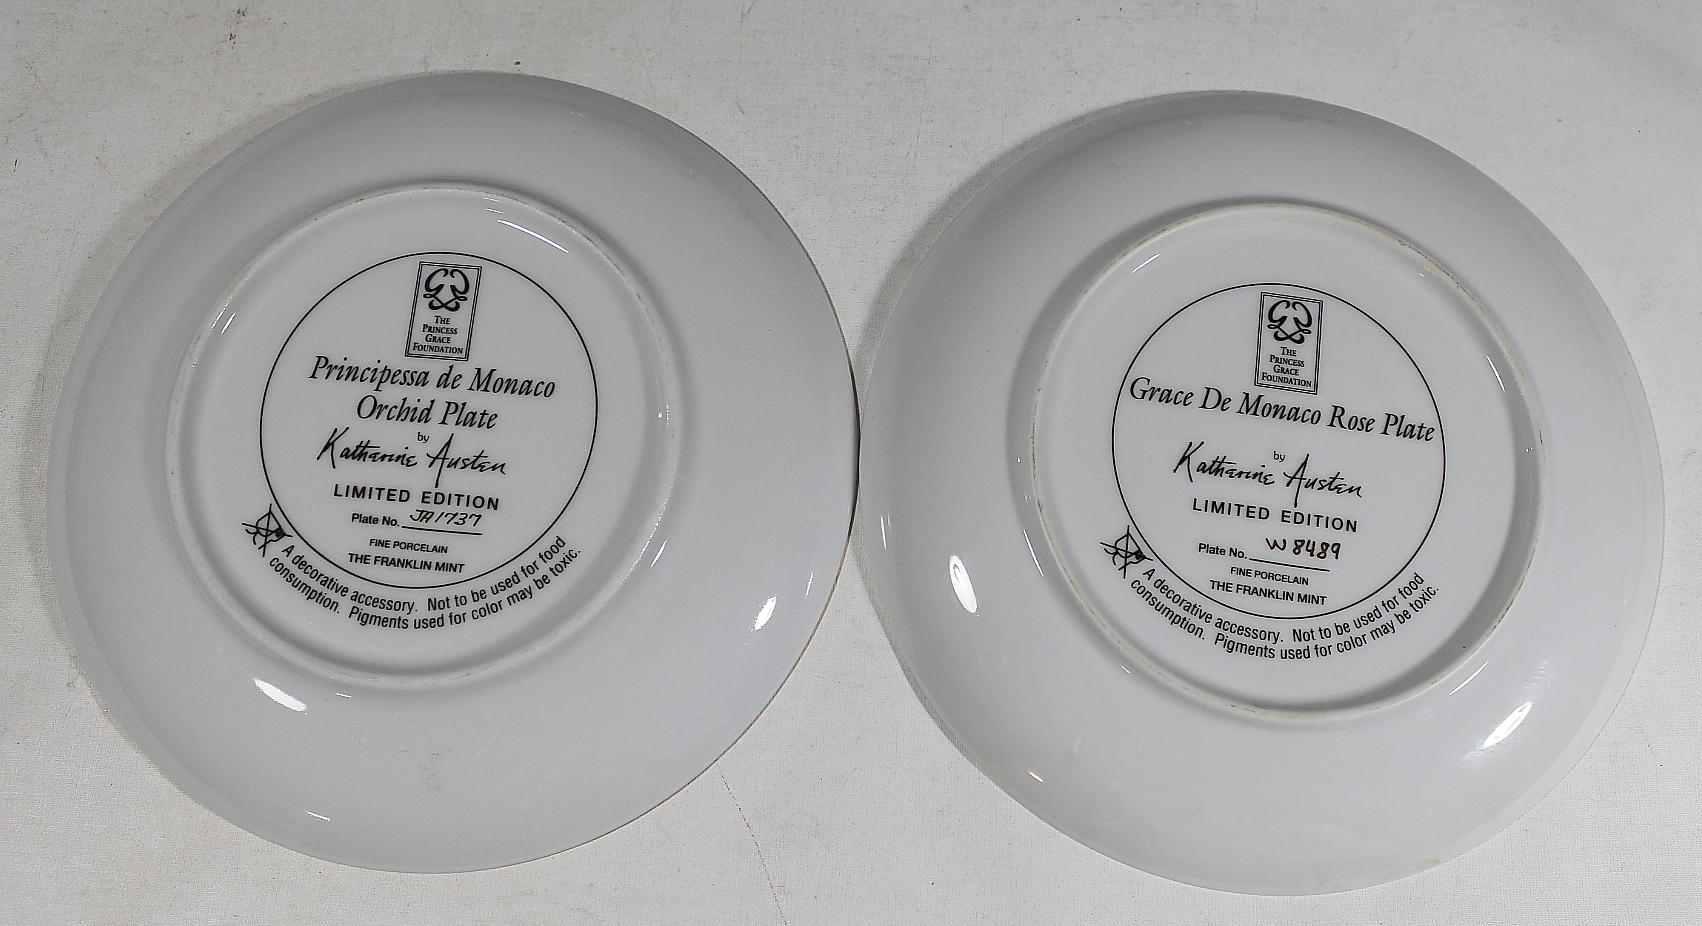 THE
PRINCESS
GRACE
FOUNDATION
Principessa de Monaco
Orchid Plate
by
Katharine Austen
LIMITED EDITION
Plate No. JA1737
FINE PORCELAIN
THE FRANKLIN MINT
A decorative accessory. Not to be used for food
consumption. Pigments used for color may be toxic.
THE
PRINCESS
GRACE
FOUNDATION
Grace De Monaco Rose Plate
by
Katharine Austen
LIMITED EDITION
Plate No. W8489
FINE PORCELAIN
THE FRANKLIN MINT
A decorative accessory. Not to be used for food
consumption. Pigments used for color may be toxic.